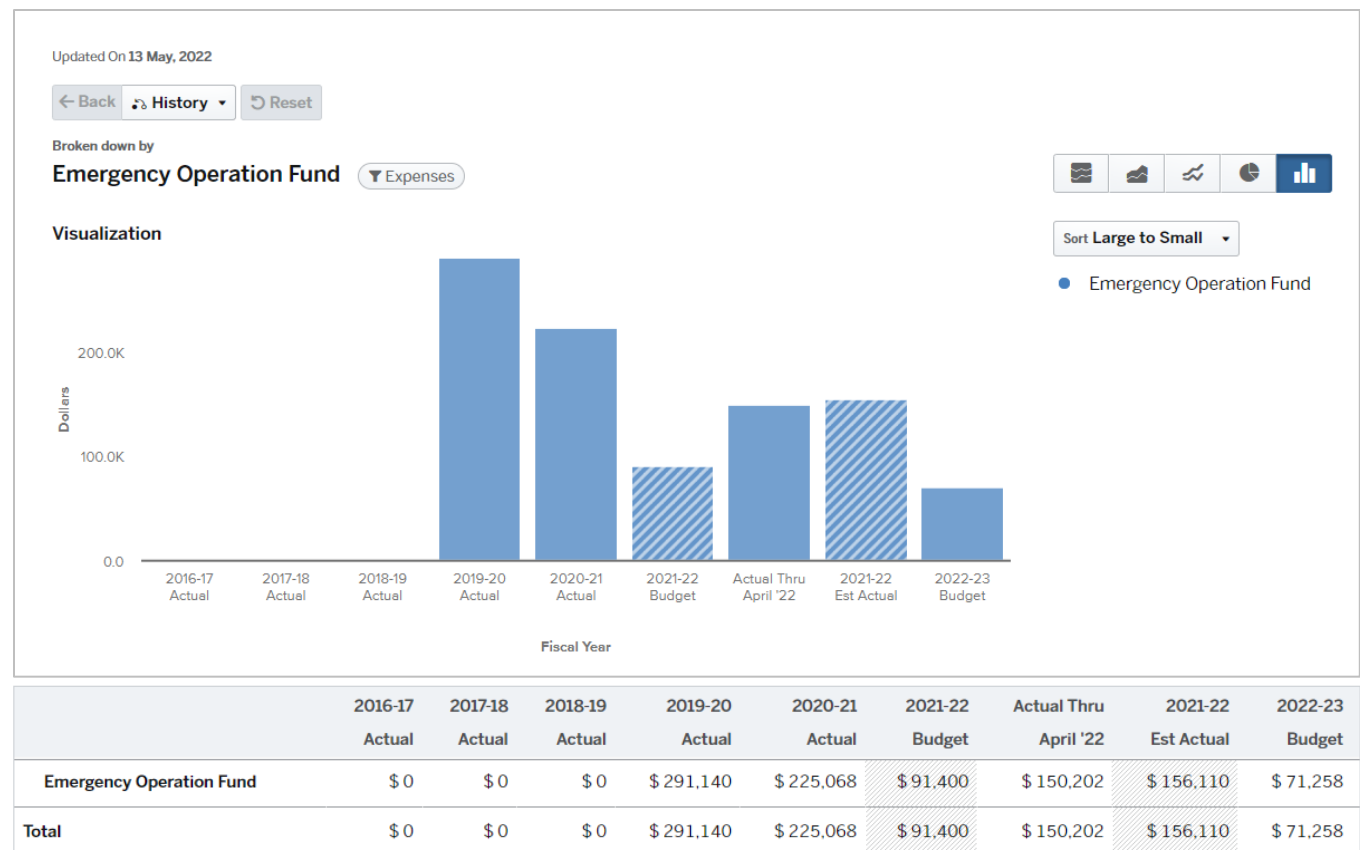 Updated On 13 May, 2022
Back History Reset
Broken down by
Emergency Operation Fund Expenses
Visualization
Sort Large to Small
Emergency Operation Fund
200.0K
100.0K
0.0
Dollars
2016-17 2017-18 2018-19 2019-20 2020-21 2021-22 Actual Thru 2021-22 2022-23
Actual Actual Actual Actual Actual Budget April '22 Est Actual Budget
Fiscal Year
2016-17 2017-18 2018-19 2019-20 2020-21 2021-22 Actual Thru 2021-22 2022-23
Actual Actual Actual Actual Actual Budget April '22 Est Actual Budget
Emergency Operation Fund $ 0 $ 0 $ 0 $ 291,140 $ 225,068 $ 91,400 $ 150,202 $ 156,110 $ 71,258
Total $ 0 $ 0 $ 0 $ 291,140 $ 225,068 $ 91,400 $ 150,202 $ 156,110 $ 71,258